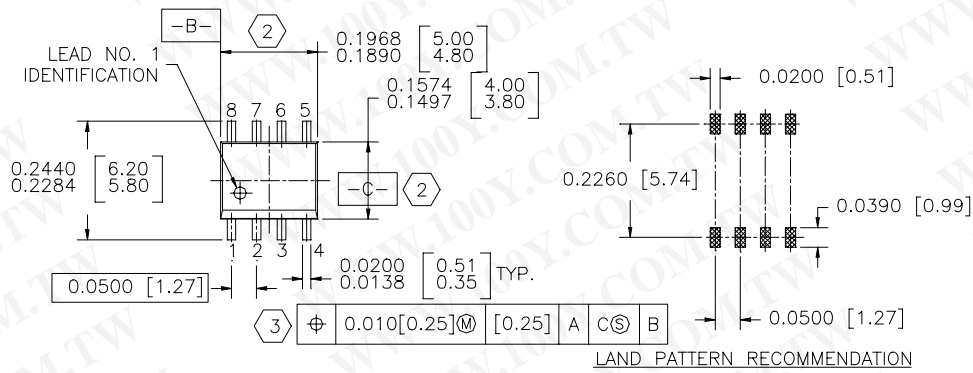 -B-
2
0.1968 [5.00]
0.1890 [4.80]
LEAD NO. 1
IDENTIFICATION
0.1574 [4.00]
0.1497 [3.80]
8 7 6 5
0.2440 [6.20]
0.2284 [5.80]
-C-
2
1 2 3 4
0.0200 [0.51]
0.0138 [0.35]
TYP.
0.0500 [1.27]
3
⌖ 0.010[0.25]Ⓜ [0.25] A CⓈ B
0.0200 [0.51]
0.2260 [5.74]
0.0390 [0.99]
0.0500 [1.27]
LAND PATTERN RECOMMENDATION
WWW.100Y.COM.TW